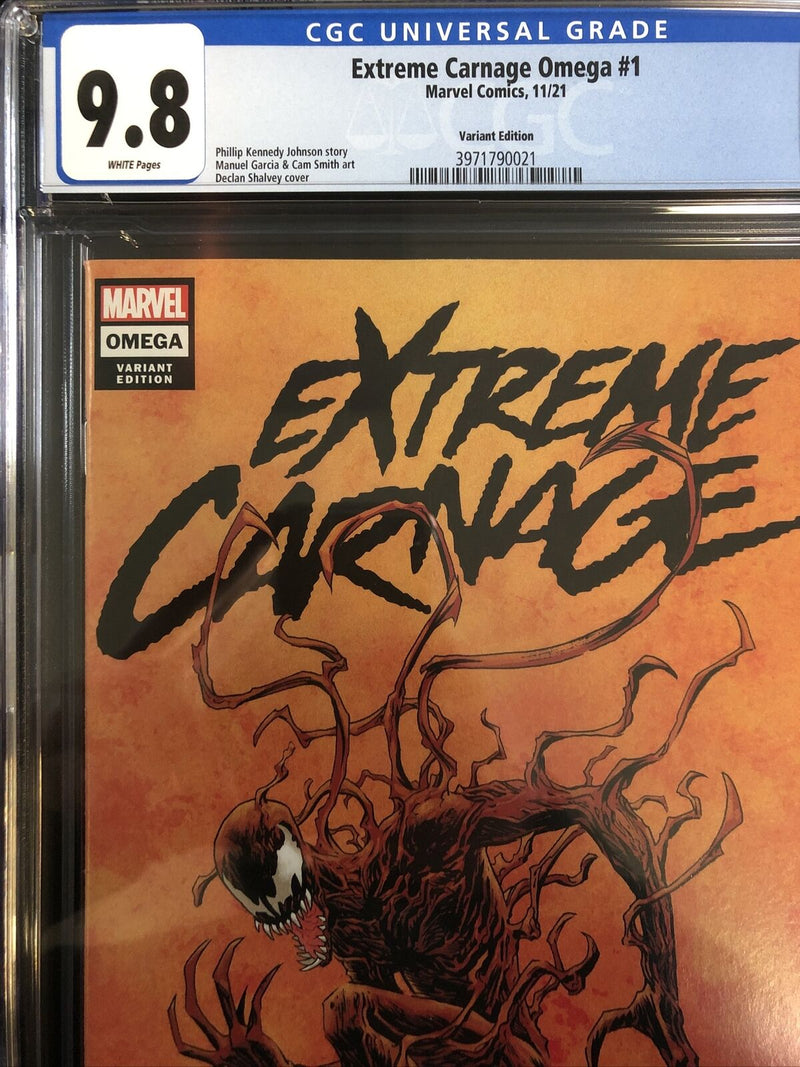 CGC UNIVERSAL GRADE
9.8
WHITE Pages
Extreme Carnage Omega #1
Marvel Comics, 11/21
Variant Edition
Phillip Kennedy Johnson story
Manuel Garcia & Cam Smith art
Declan Shalvey cover
3971790021
CGC
MARVEL
OMEGA
VARIANT
EDITION
EXTREME
CARNAGE